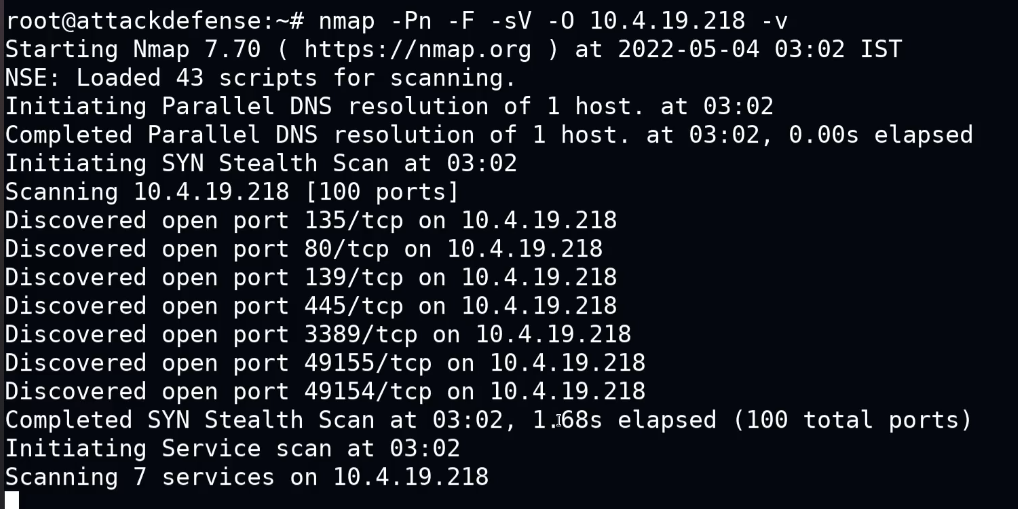 root@attackdefense:~# nmap -Pn -F -sV -O 10.4.19.218 -v
Starting Nmap 7.70 ( https://nmap.org ) at 2022-05-04 03:02 IST
NSE: Loaded 43 scripts for scanning.
Initiating Parallel DNS resolution of 1 host. at 03:02
Completed Parallel DNS resolution of 1 host. at 03:02, 0.00s elapsed
Initiating SYN Stealth Scan at 03:02
Scanning 10.4.19.218 [100 ports]
Discovered open port 135/tcp on 10.4.19.218
Discovered open port 80/tcp on 10.4.19.218
Discovered open port 139/tcp on 10.4.19.218
Discovered open port 445/tcp on 10.4.19.218
Discovered open port 3389/tcp on 10.4.19.218
Discovered open port 49155/tcp on 10.4.19.218
Discovered open port 49154/tcp on 10.4.19.218
Completed SYN Stealth Scan at 03:02, 1.68s elapsed (100 total ports)
Initiating Service scan at 03:02
Scanning 7 services on 10.4.19.218